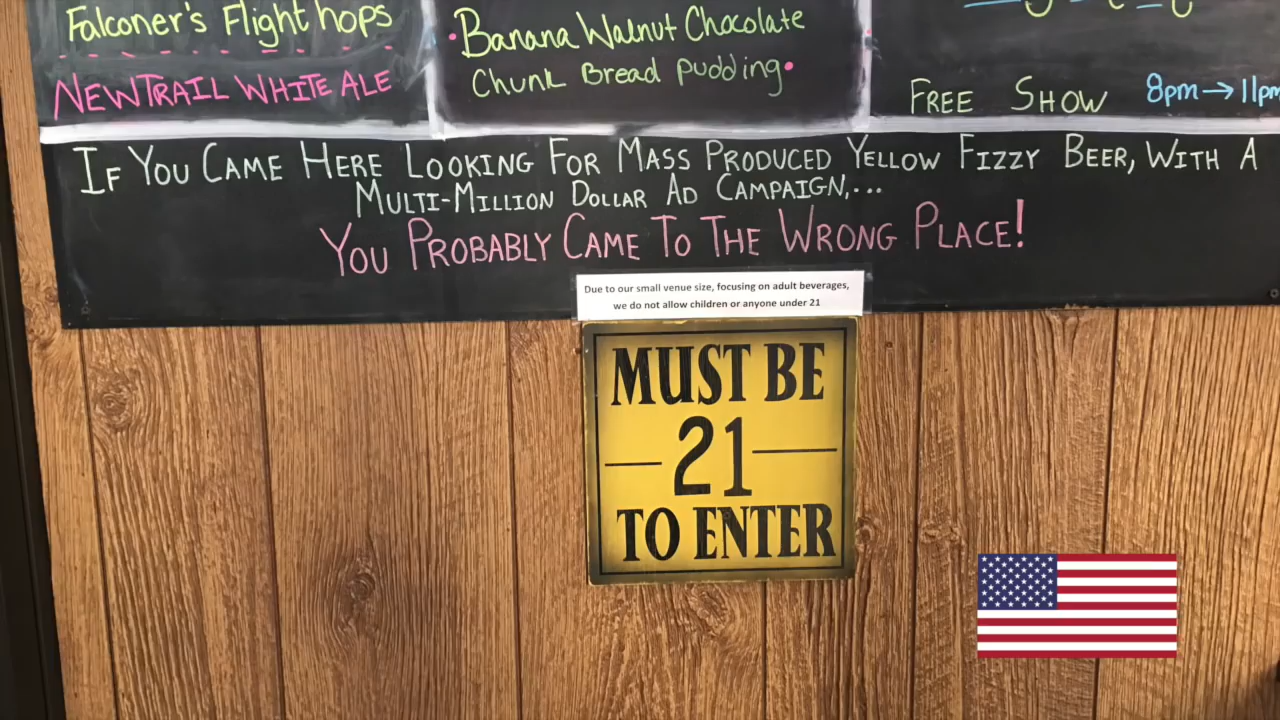 Falconer's Flight hops
NEWTRAIL WHITE ALE
Banana Walnut Chocolate
Chunk Bread pudding
FREE SHOW 8pm→11pm
IF YOU CAME HERE LOOKING FOR MASS PRODUCED YELLOW FIZZY BEER, WITH A
MULTI-MILLION DOLLAR AD CAMPAIGN,...
YOU PROBABLY CAME TO THE WRONG PLACE!
Due to our small venue size, focusing on adult beverages,
we do not allow children or anyone under 21
MUST BE
21
TO ENTER